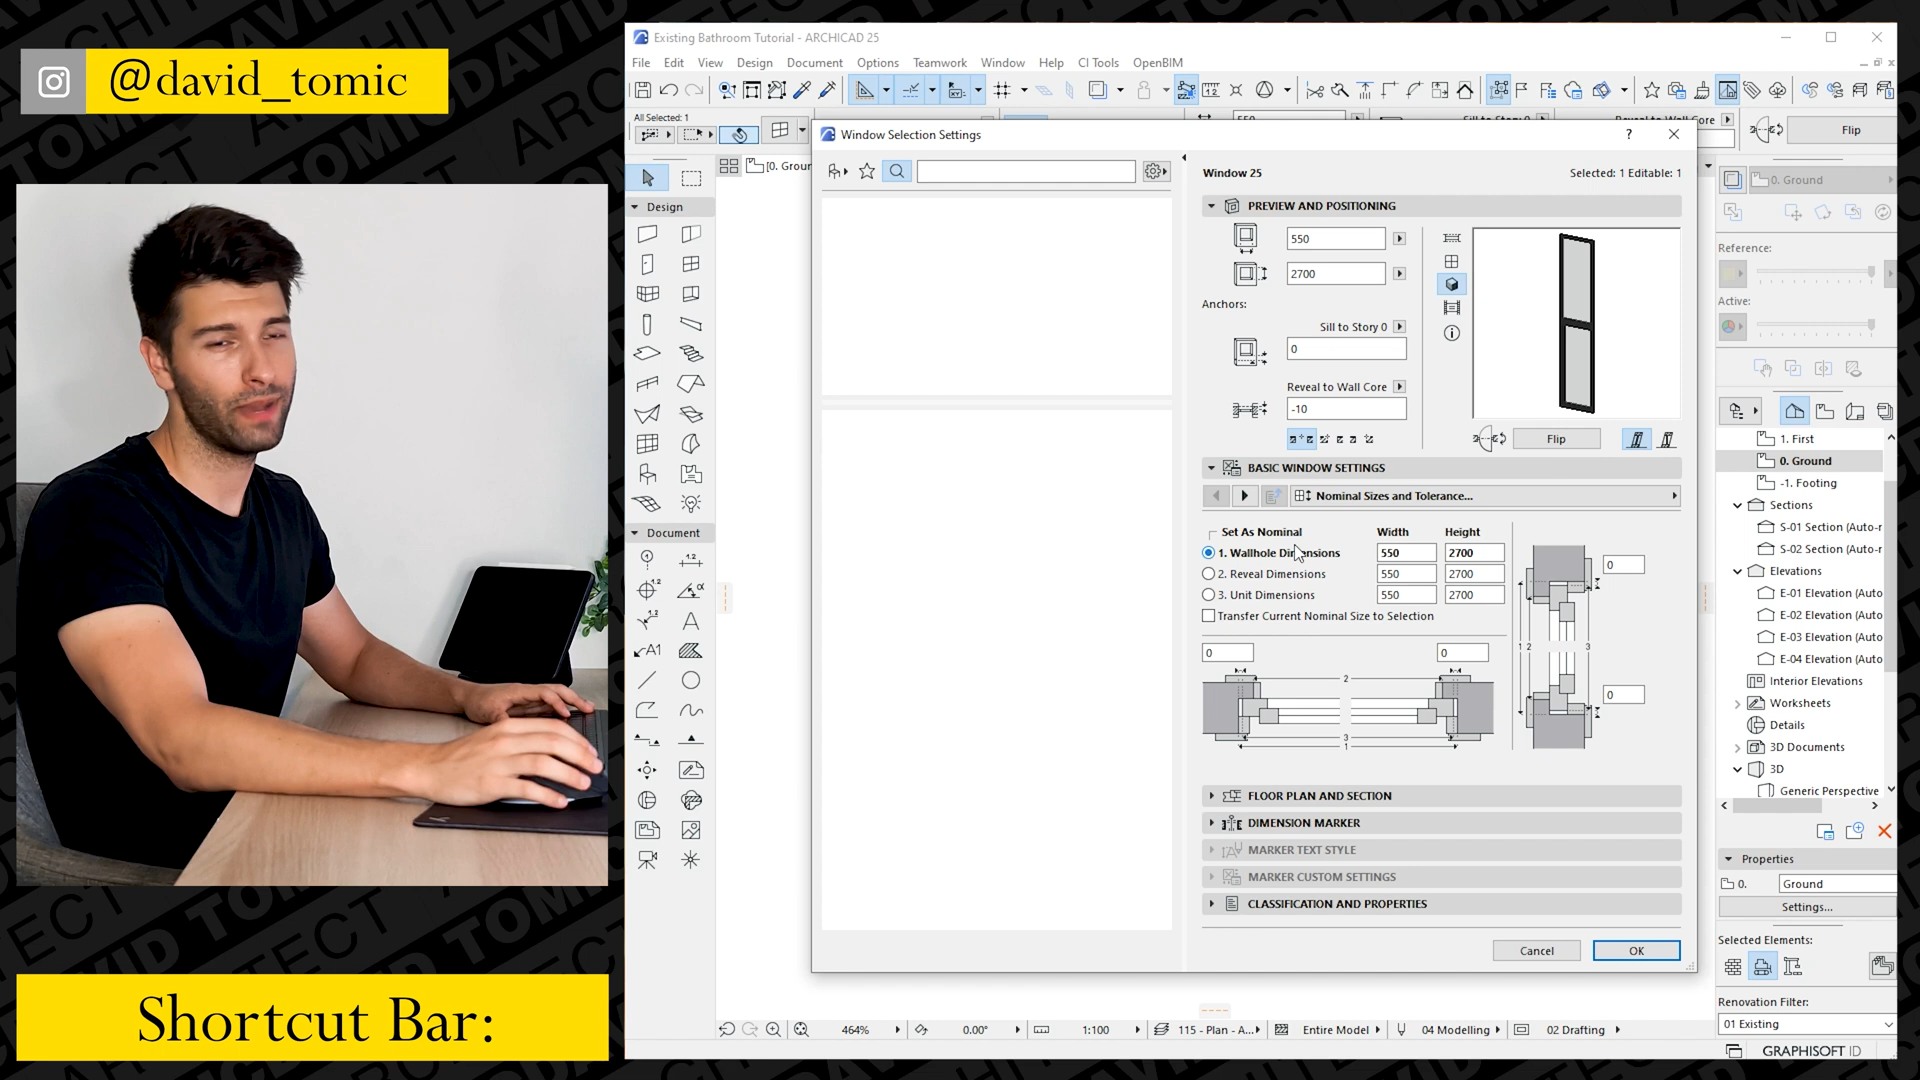 @david_tomic
Shortcut Bar:
Existing Bathroom Tutorial - ARCHICAD 25
File Edit View Design Document Options Teamwork Window Help CI Tools OpenBIM
All Selected: 1
Flip
[0. Groun
Window Selection Settings
?
Design
Document
Window 25
Selected: 1 Editable: 1
PREVIEW AND POSITIONING
550
2700
Anchors:
Sill to Story 0
0
Reveal to Wall Core
-10
Flip
BASIC WINDOW SETTINGS
Nominal Sizes and Tolerance...
Set As Nominal Width Height
1. Wallhole Dimensions 550 2700
2. Reveal Dimensions 550 2700
3. Unit Dimensions 550 2700
Transfer Current Nominal Size to Selection
0 0
2
3
1
0
1 2 3
0
FLOOR PLAN AND SECTION
DIMENSION MARKER
MARKER TEXT STYLE
MARKER CUSTOM SETTINGS
CLASSIFICATION AND PROPERTIES
Cancel OK
0. Ground
Reference:
Active:
1. First
0. Ground
-1. Footing
Sections
S-01 Section (Auto-r
S-02 Section (Auto-r
Elevations
E-01 Elevation (Auto
E-02 Elevation (Auto
E-03 Elevation (Auto
E-04 Elevation (Auto
Interior Elevations
Worksheets
Details
3D Documents
3D
Generic Perspective
Properties
0. Ground
Settings...
Selected Elements:
Renovation Filter:
01 Existing
464% 0.00° 1:100 115 - Plan - A... Entire Model 04 Modelling 02 Drafting
GRAPHISOFT ID